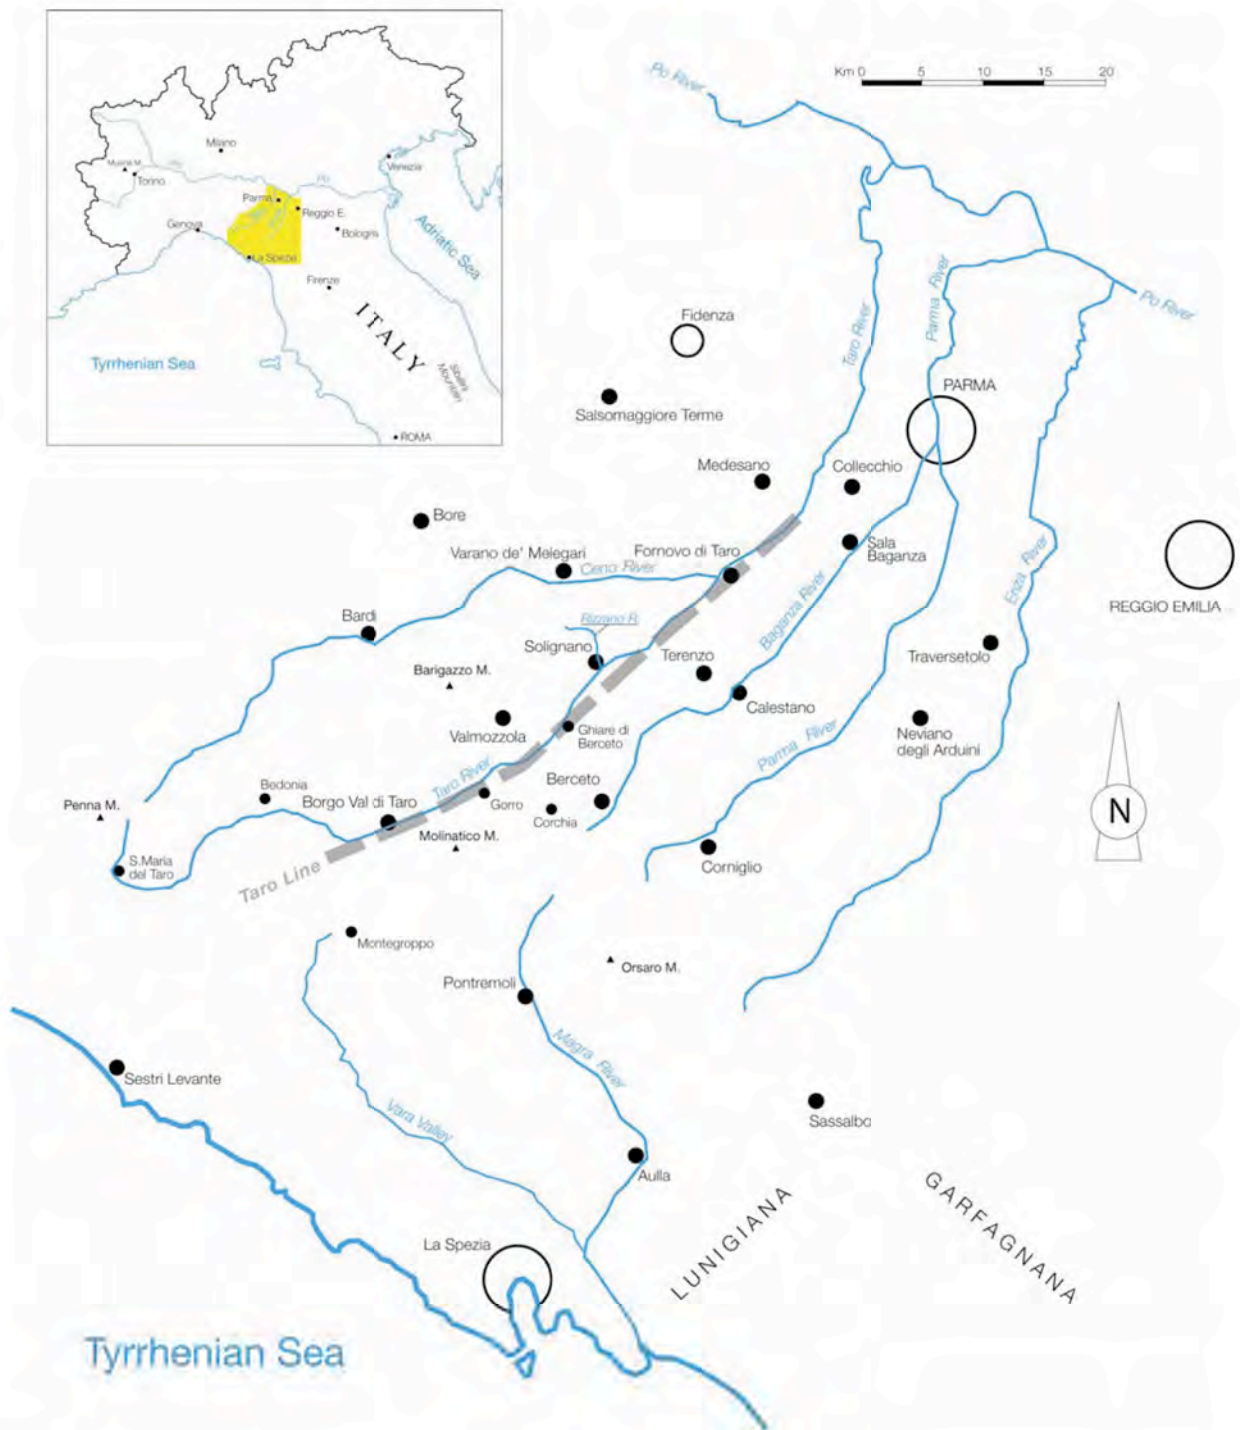 Milano
Musinè M.
Torino
Po
Venezia
Parma
Reggio E.
Genova
Bologna
La Spezia
Firenze
Adriatic Sea
ITALY
Tyrrhenian Sea
Sibillini
Mountain
ROMA
Po River
Km 0 5 10 15 20
Po River
Parma River
Taro River
Fidenza
PARMA
Salsomaggiore Terme
Medesano
Collecchio
Bore
Varano de' Melegari
Fornovo di Taro
Sala
Baganza
Ceno River
Enza River
REGGIO EMILIA
Baganza River
Bardi
Rizzano R.
Solignano
Terenzo
Traversetolo
Barigazzo M.
Calestano
Valmozzola
Ghiare di
Berceto
Neviano
degli Arduini
Parma River
Taro River
Berceto
Bedonia
Borgo Val di Taro
Gorro
Penna M.
Corchia
Molinatico M.
N
S.Maria
del Taro
Taro Line
Corniglio
Montegroppo
Orsaro M.
Pontremoli
Magra River
Sestri Levante
Vara Valley
Sassalbo
Aulla
LUNIGIANA
GARFAGNANA
La Spezia
Tyrrhenian Sea